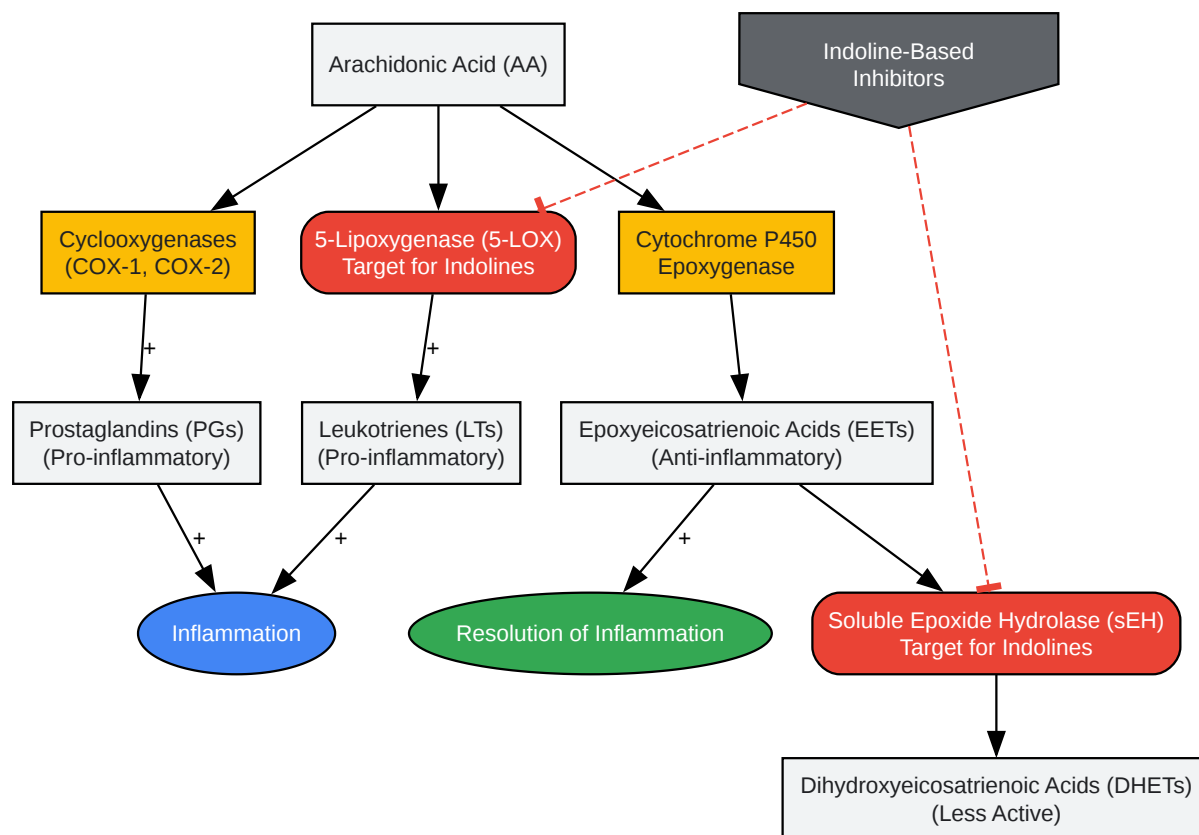 Arachidonic Acid (AA)
Indoline-Based
Inhibitors
Cyclooxygenases
(COX-1, COX-2)
5-Lipoxygenase (5-LOX)
Target for Indolines
Cytochrome P450
Epoxygenase
+
+
Prostaglandins (PGs)
(Pro-inflammatory)
Leukotrienes (LTs)
(Pro-inflammatory)
Epoxyeicosatrienoic Acids (EETs)
(Anti-inflammatory)
+
+
+
Inflammation
Resolution of Inflammation
Soluble Epoxide Hydrolase (sEH)
Target for Indolines
Dihydroxyeicosatrienoic Acids (DHETs)
(Less Active)